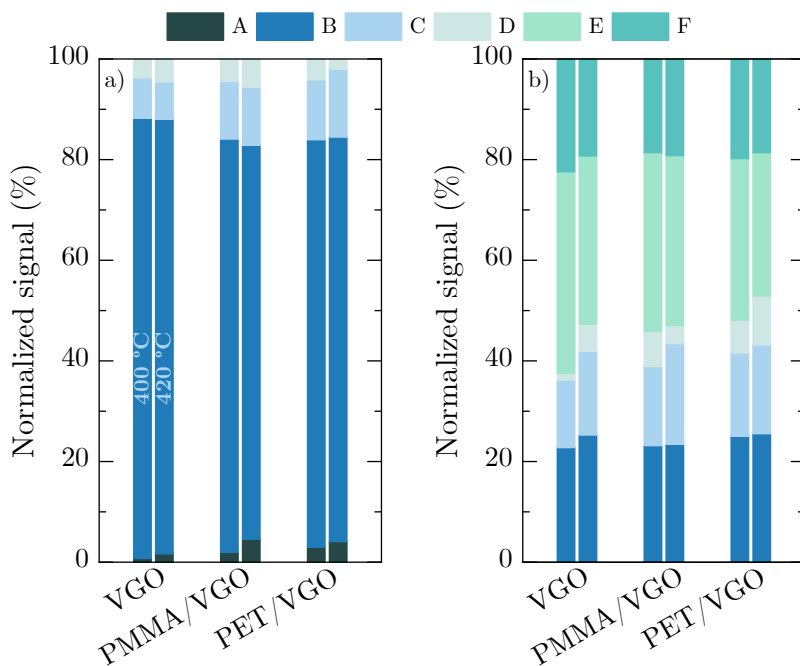 A B C D E F
a)
100
80
60
40
20
0
Normalized signal (%)
400 °C
420 °C
VGO
PMMA/VGO
PET/VGO
b)
100
80
60
40
20
0
Normalized signal (%)
VGO
PMMA/VGO
PET/VGO